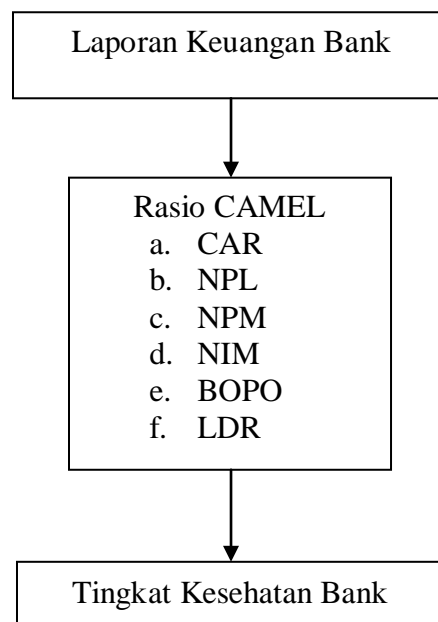 Laporan Keuangan Bank
Rasio CAMEL
a. CAR
b. NPL
c. NPM
d. NIM
e. BOPO
f. LDR
Tingkat Kesehatan Bank